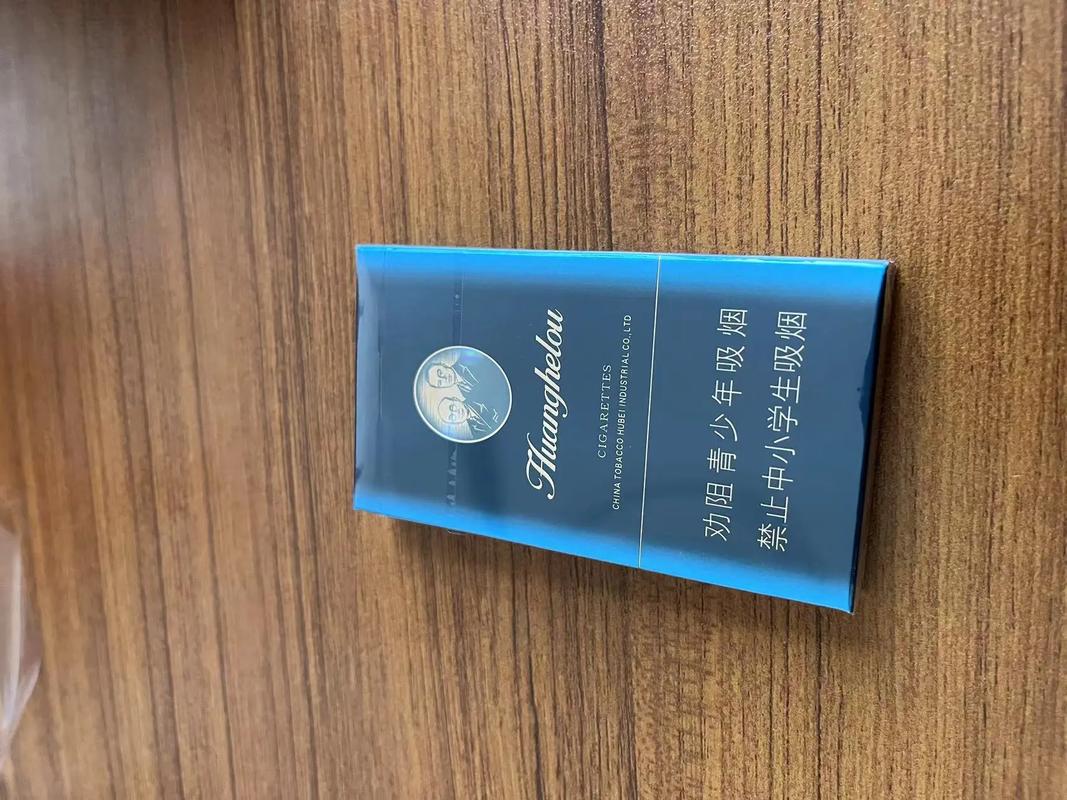 Huanghelou
CIGARETTES
CHINA TOBACCO HUBEI INDUSTRIAL CO., LTD
劝阻青少年吸烟
禁止中小学生吸烟